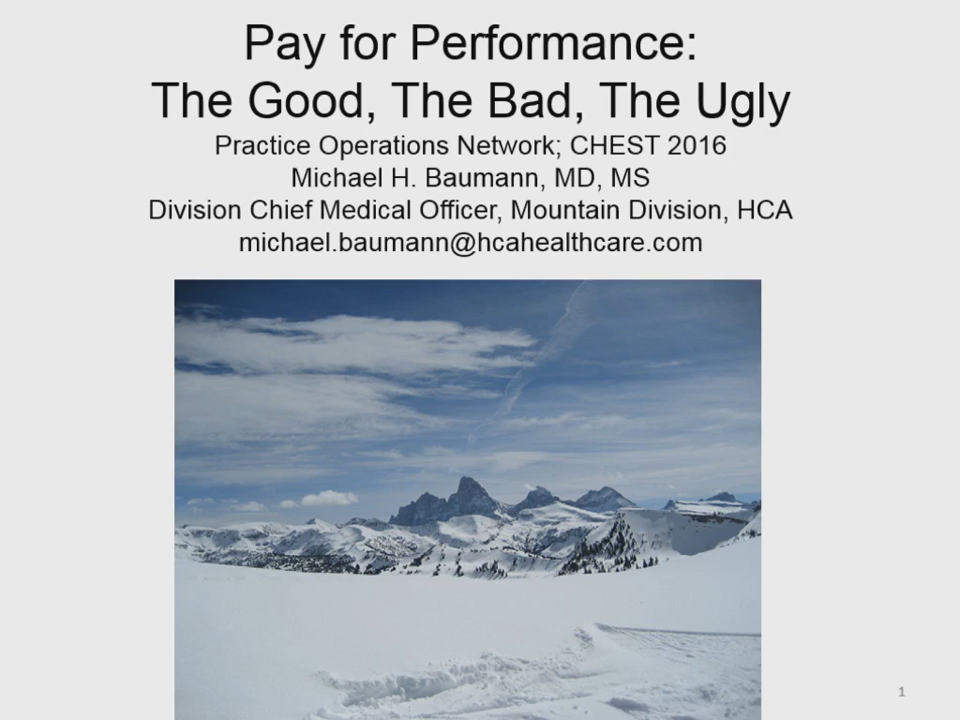 Pay for Performance:
The Good, The Bad, The Ugly
Practice Operations Network; CHEST 2016
Michael H. Baumann, MD, MS
Division Chief Medical Officer, Mountain Division, HCA
michael.baumann@hcahealthcare.com
1